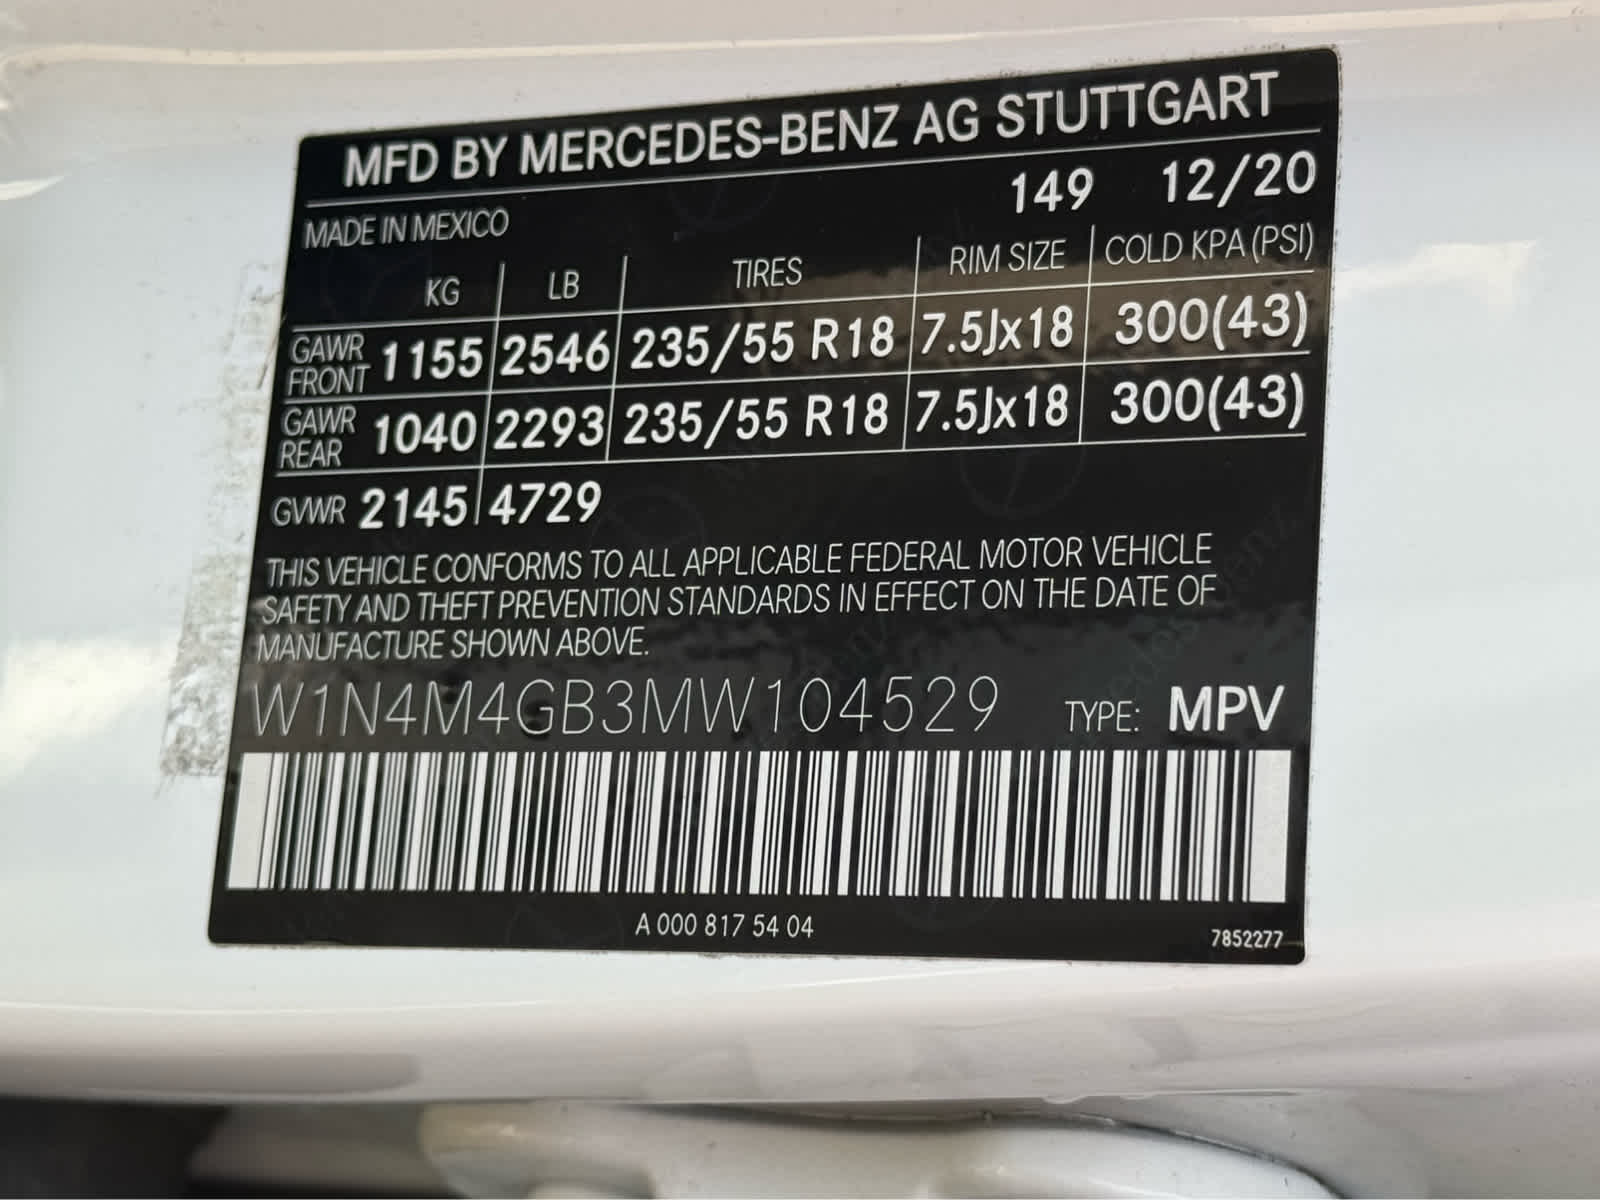 MFD BY MERCEDES-BENZ AG STUTTGART
MADE IN MEXICO 149 12/20
KG LB TIRES RIM SIZE COLD KPA (PSI)
GAWR FRONT 1155 2546 235/55 R18 7.5Jx18 300(43)
GAWR REAR 1040 2293 235/55 R18 7.5Jx18 300(43)
GVWR 2145 4729
THIS VEHICLE CONFORMS TO ALL APPLICABLE FEDERAL MOTOR VEHICLE
SAFETY AND THEFT PREVENTION STANDARDS IN EFFECT ON THE DATE OF
MANUFACTURE SHOWN ABOVE.
W1N4M4GB3MW104529 TYPE: MPV
A 000 817 54 04
7852277